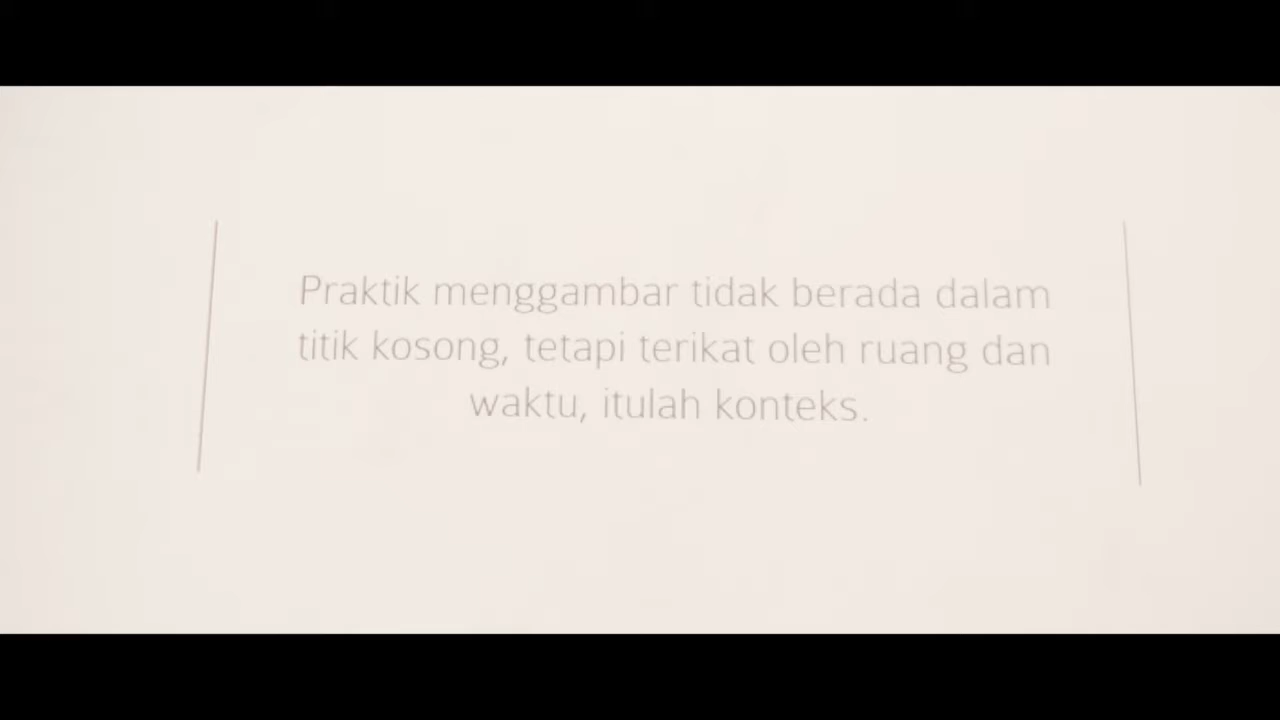 Praktik menggambar tidak berada dalam
titik kosong, tetapi terikat oleh ruang dan
waktu, itulah konteks.